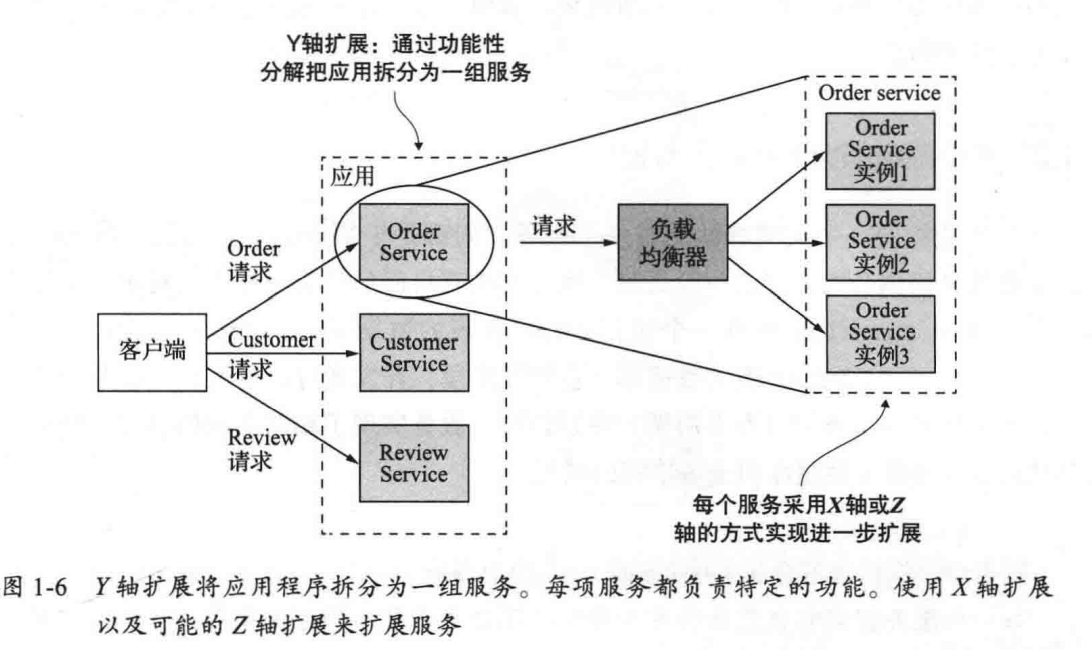 Y轴扩展：通过功能性
分解把应用拆分为一组服务
应用
Order
请求
Customer
请求
Review
请求
客户端
Order
Service
Customer
Service
Review
Service
请求
负载
均衡器
Order service
Order
Service
实例1
Order
Service
实例2
Order
Service
实例3
每个服务采用X轴或Z
轴的方式实现进一步扩展
图 1-6 Y 轴扩展将应用程序拆分为一组服务。每项服务都负责特定的功能。使用 X 轴扩展
以及可能的 Z 轴扩展来扩展服务